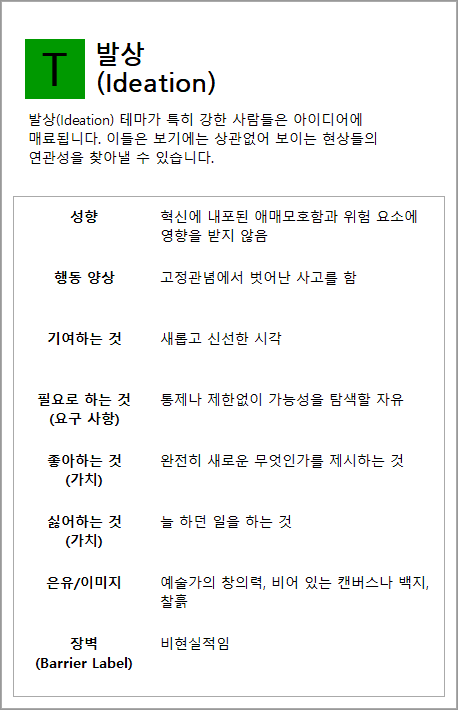 T
발상
(Ideation)
발상(Ideation) 테마가 특히 강한 사람들은 아이디어에
매료됩니다. 이들은 보기에는 상관없어 보이는 현상들의
연관성을 찾아낼 수 있습니다.
성향
혁신에 내포된 애매모호함과 위험 요소에
영향을 받지 않음
행동 양상
고정관념에서 벗어난 사고를 함
기여하는 것
새롭고 신선한 시각
필요로 하는 것
(요구 사항)
통제나 제한없이 가능성을 탐색할 자유
좋아하는 것
(가치)
완전히 새로운 무엇인가를 제시하는 것
싫어하는 것
(가치)
늘 하던 일을 하는 것
은유/이미지
예술가의 창의력, 비어 있는 캔버스나 백지,
찰흙
장벽
(Barrier Label)
비현실적임